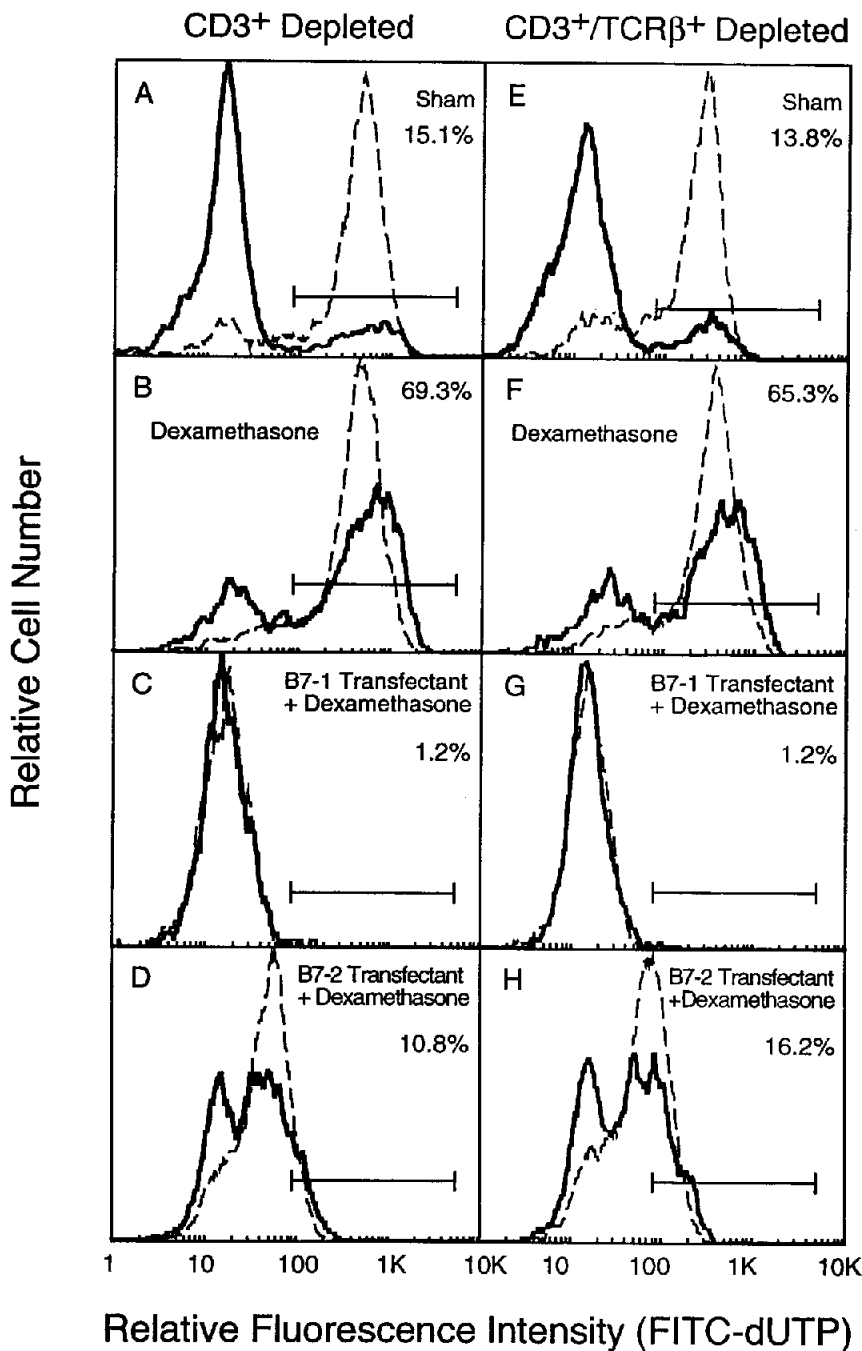 CD3+ Depleted
CD3+/TCRβ+ Depleted
A
Sham
15.1%
E
Sham
13.8%
B
69.3%
Dexamethasone
F
65.3%
Dexamethasone
C
B7-1 Transfectant
+ Dexamethasone
1.2%
G
B7-1 Transfectant
+ Dexamethasone
1.2%
D
B7-2 Transfectant
+ Dexamethasone
10.8%
H
B7-2 Transfectant
+Dexamethasone
16.2%
Relative Cell Number
1 10 100 1K 10K 10 100 1K 10K
Relative Fluorescence Intensity (FITC-dUTP)